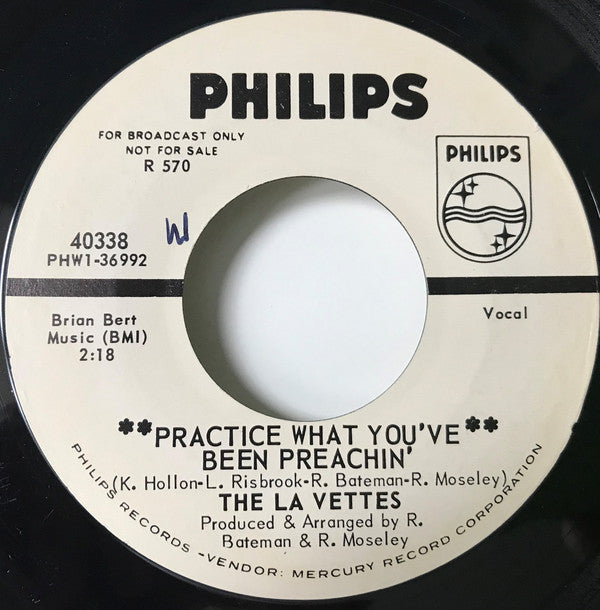 PHILIPS
FOR BROADCAST ONLY
NOT FOR SALE
R 570
PHILIPS
40338
PHW1-36992
W
Brian Bert
Music (BMI)
2:18
Vocal
**PRACTICE WHAT YOU'VE**
BEEN PREACHIN'
(K. Hollon-L. Risbrook-R. Bateman-R. Moseley)
THE LA VETTES
Produced & Arranged by R.
Bateman & R. Moseley
PHILIPS RECORDS -VENDOR: MERCURY RECORD CORPORATION